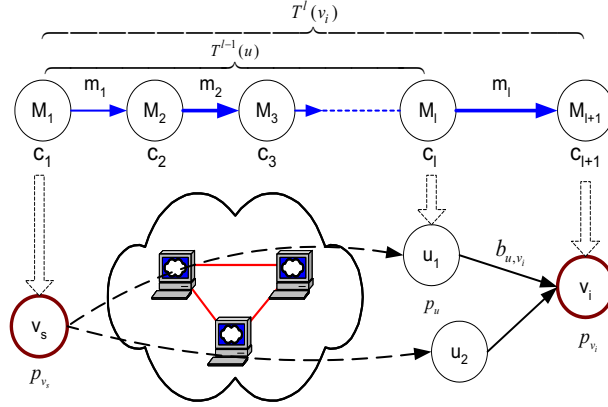 T^l(v_i)
T^{l-1}(u)
m_1 m_2 m_l
M_1 M_2 M_3 M_l M_{l+1}
c_1 c_2 c_3 c_l c_{l+1}
u_1 b_{u,v_i}
p_u v_i
v_s u_2 p_{v_i}
p_{v_s}